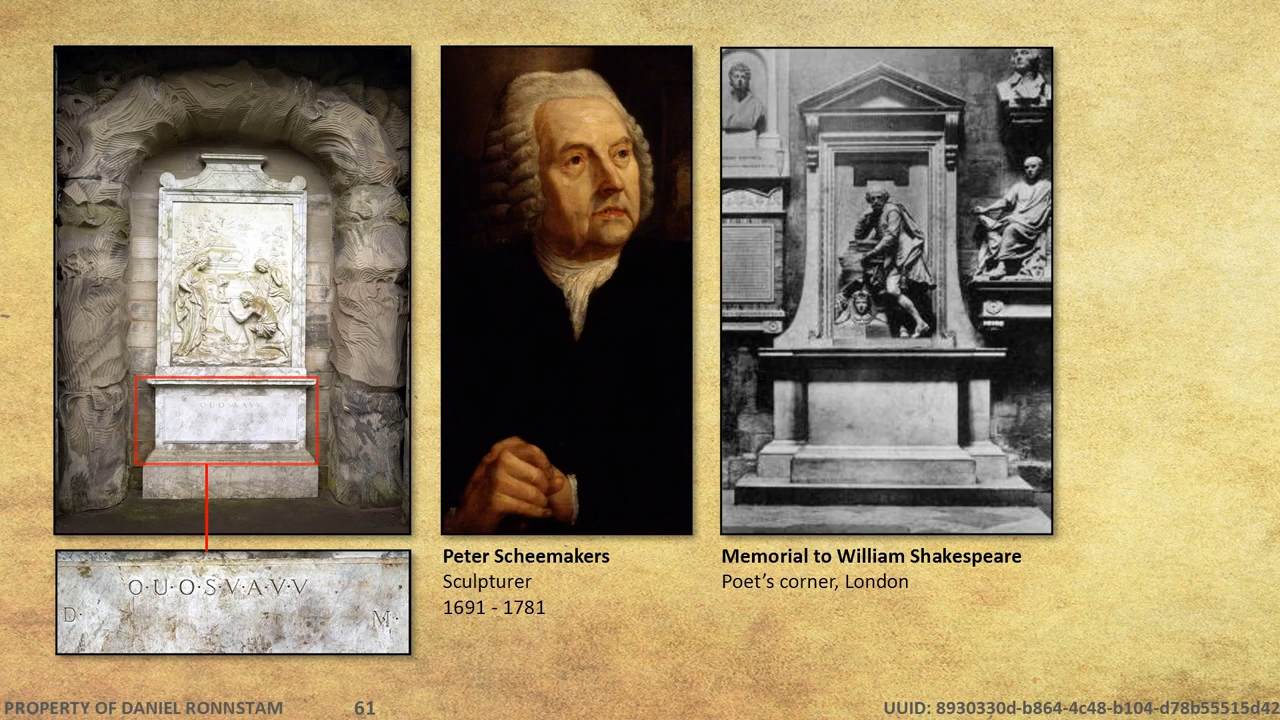 O·U·O·S·V·A·V·V
D· M·
Peter Scheemakers
Sculpturer
1691 - 1781
Memorial to William Shakespeare
Poet’s corner, London
PROPERTY OF DANIEL RONNSTAM
61
UUID: 8930330d-b864-4c48-b104-d78b55515d42